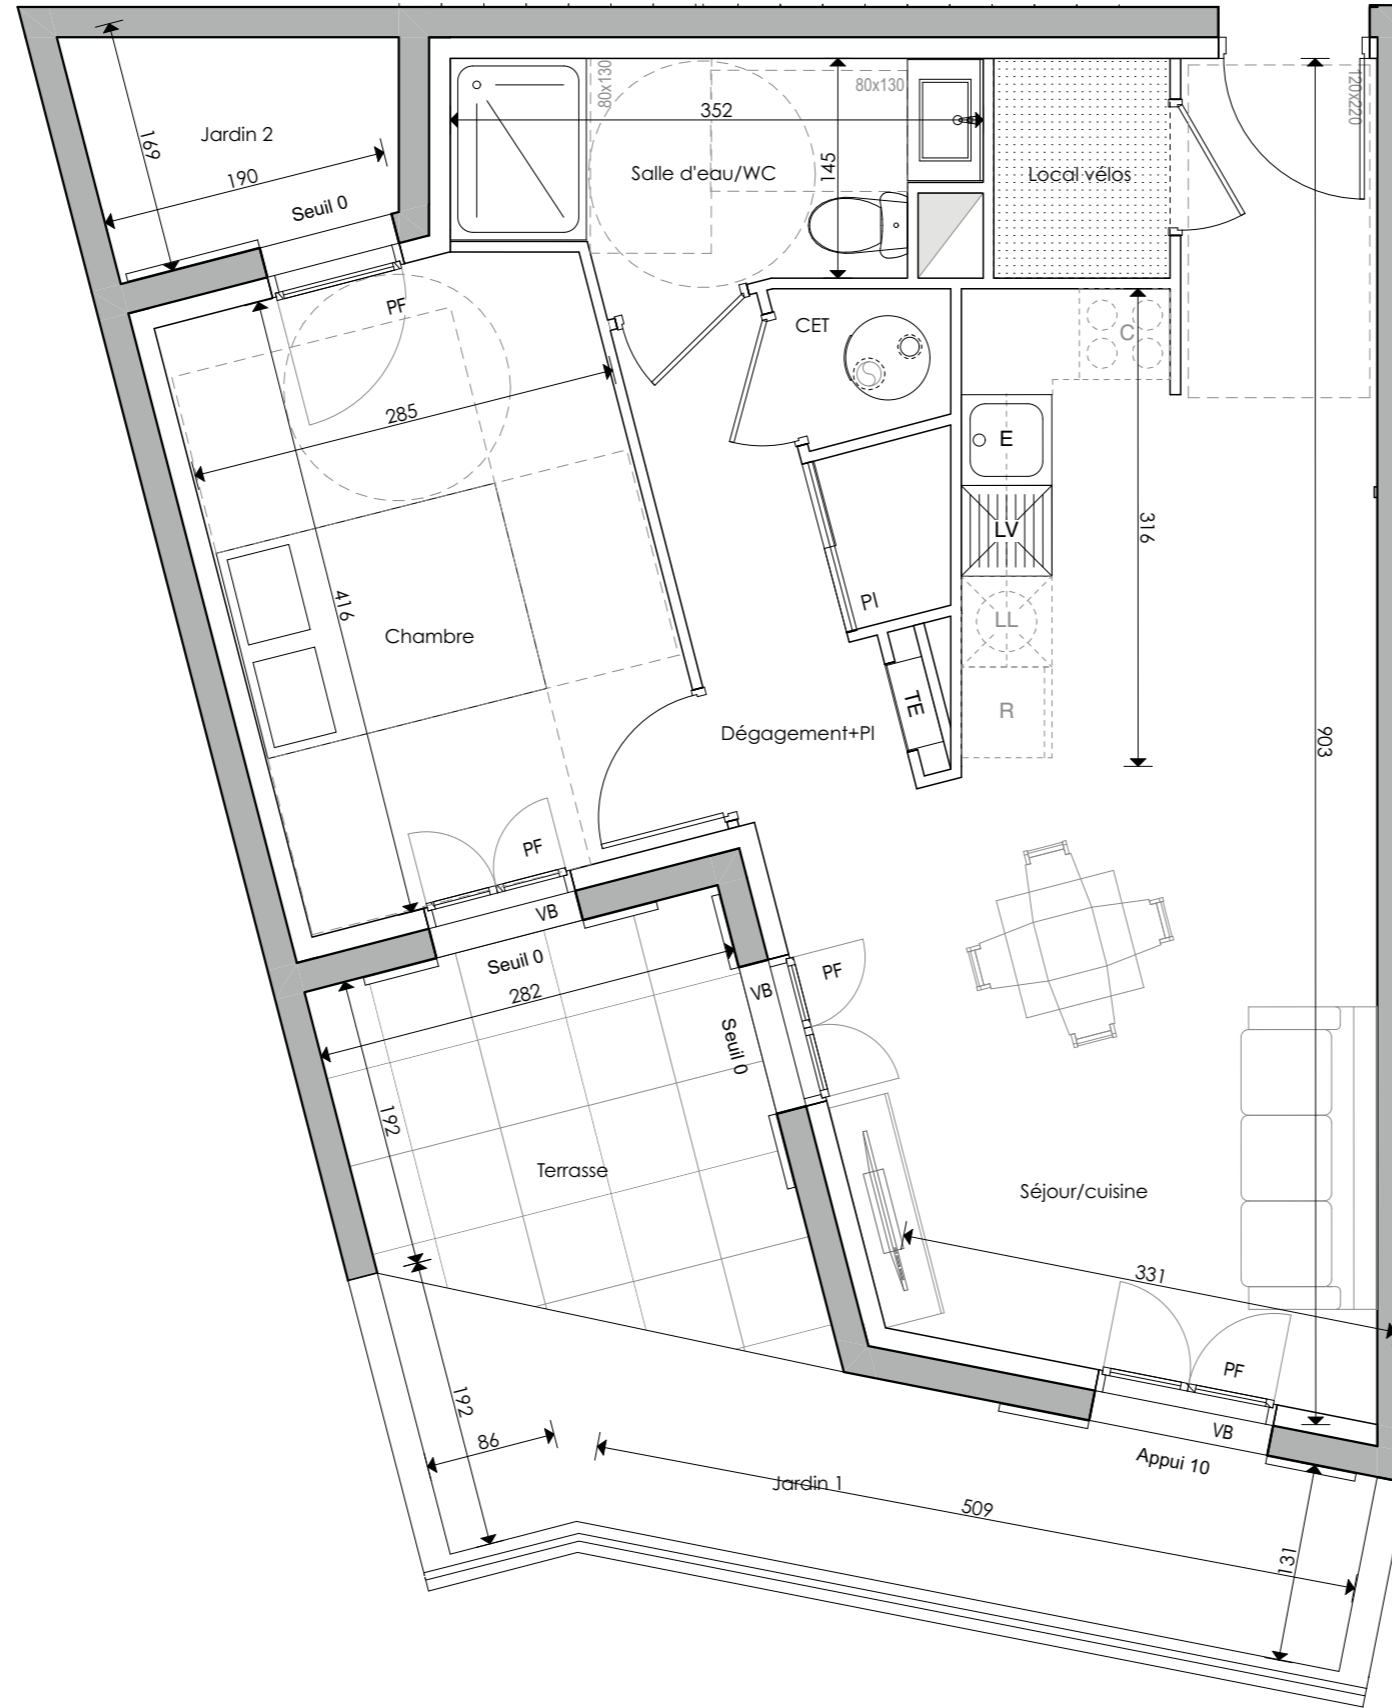 80x130
80x130
120x220
352
Jardin 2
169
190
145
Salle d'eau/WC
Local vélos
Seuil 0
PF
CET
C
285
E
LV
316
416
PI
Chambre
LL
TE
R
Dégagement+PI
903
PF
VB
Seuil 0
282
VB
PF
Seuil 0
192
Terrasse
Séjour/cuisine
331
PF
192
86
VB
Appui 10
Jardin 1
509
131